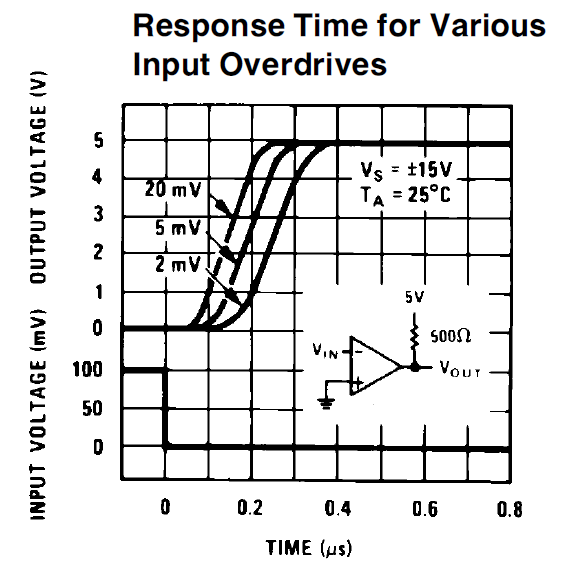 Response Time for Various
Input Overdrives
OUTPUT VOLTAGE (V)
INPUT VOLTAGE (mV)
5
4
3
2
1
0
100
50
0
20 mV
5 mV
2 mV
VS = ±15V
TA = 25°C
5V
500Ω
VIN
−
+
VOUT
0 0.2 0.4 0.6 0.8
TIME (μs)